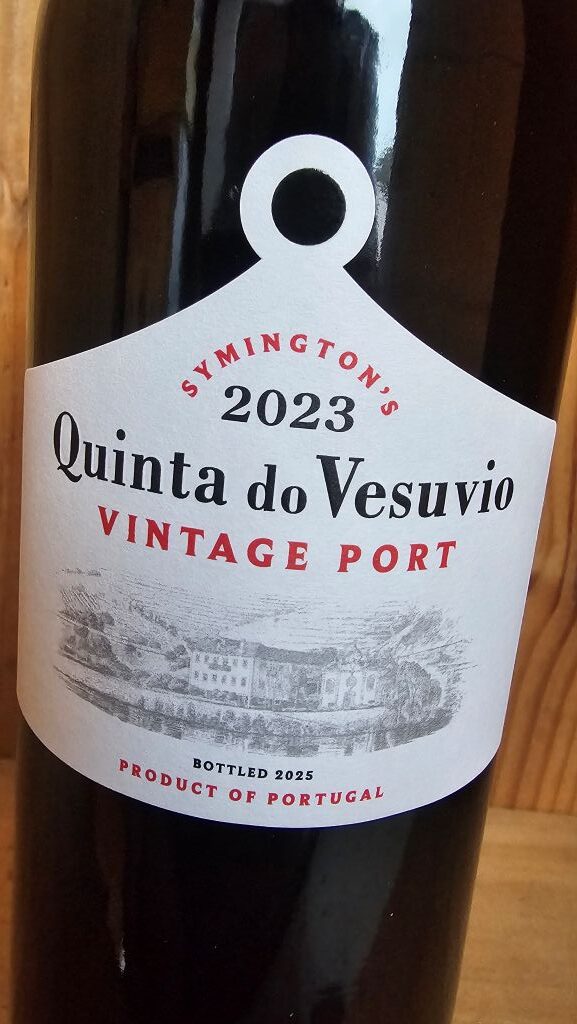 SYMINGTON'S
2023
Quinta do Vesuvio
VINTAGE PORT
BOTTLED 2025
PRODUCT OF PORTUGAL